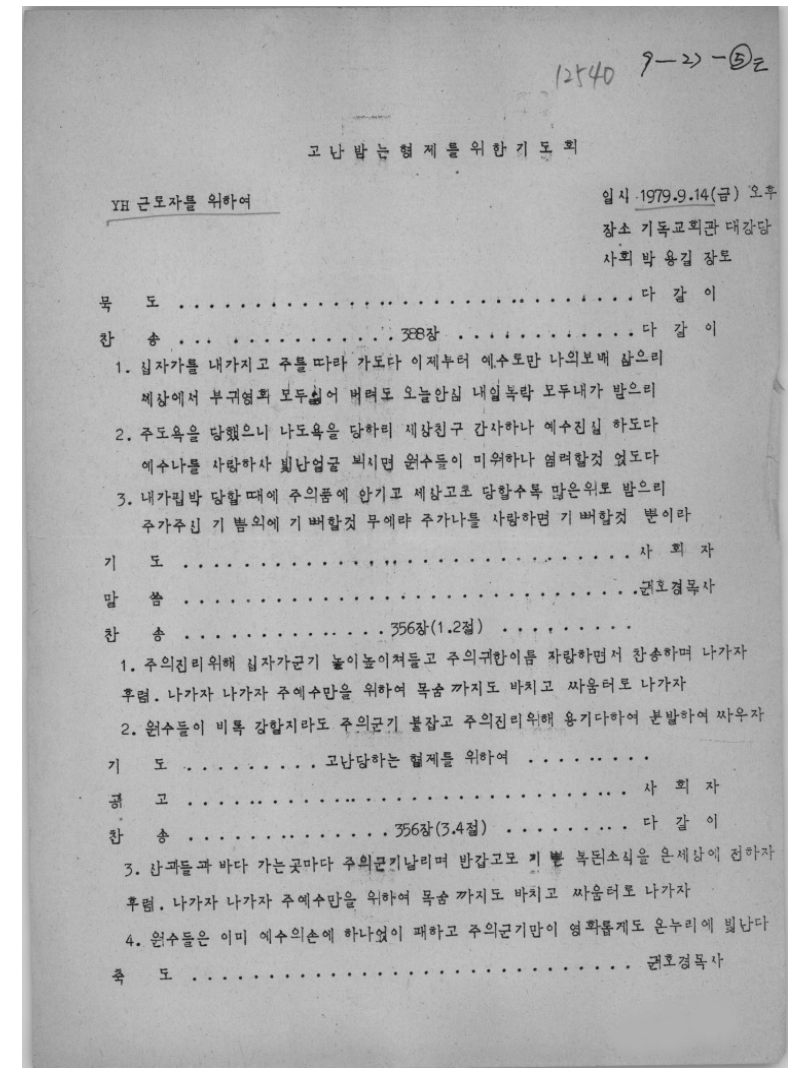 12540 9-27-⑤
고난받는형제를위한기도회
YH 근로자를 위하여
일시 1979.9.14(금) 오후
장소 기독교회관 대강당
사회 박 용길 장로
묵 도 ................................ 다 같 이
찬 송 ................ 388장 ............ 다 같 이
1. 십자가를 내가지고 주를 따라 가도다 이제부터 예수로만 나의보배 삼으리
세상에서 부귀영화 모두잃어 버려도 오늘안심 내일독락 모두내가 받으리
2. 주도욕을 당했으니 나도욕을 당하리 세상친구 간사하나 예수진실 하도다
예수나를 사랑하사 빛난얼굴 뵈시면 원수들이 미워하나 염려할것 없도다
3. 내가핍박 당할 때에 주의품에 안기고 세상고초 당할수록 많은위로 받으리
주가주신 기 쁨외에 기 뻐할것 무에랴 주가나를 사랑하면 기 뻐할것 뿐이라
기 도 ................................ 사 회 자
말 씀 ................................ 권호경목사
찬 송 ................ 356장(1.2절) .........
1. 주의진리위해 십자가군기 높이높이쳐들고 주의귀한이름 자랑하면서 찬송하며 나가자
후렴. 나가자 나가자 주예수만을 위하여 목숨 까지도 바치고 싸움터로 나가자
2. 원수들이 비록 강할지라도 주의군기 붙잡고 주의진리위해 용기다하여 분발하여 싸우자
기 도 ......... 고난당하는 형제를 위하여 .........
광 고 ................................ 사 회 자
찬 송 ................ 356장(3.4절) ......... 다 같 이
3. 산과들과 바다 가는곳마다 주의군기날리며 반갑고도 기 쁜 복된소식을 온세상에 전하자
후렴. 나가자 나가자 주예수만을 위하여 목숨 까지도 바치고 싸움터로 나가자
4. 원수들은 이미 예수의손에 하나없이 패하고 주의군기만이 영화롭게도 온누리에 빛난다
축 도 ................................ 권호경목사